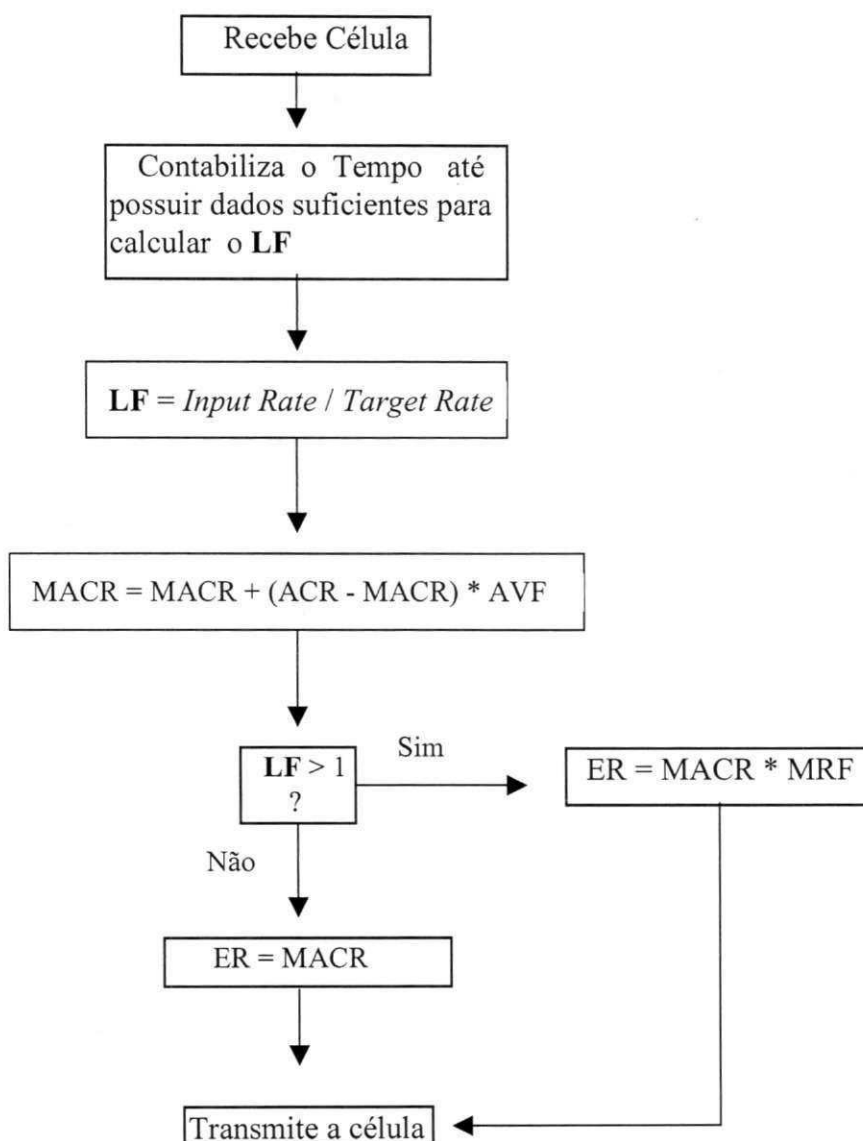 Recebe Célula
Contabiliza o Tempo até
possuir dados suficientes para
calcular o LF
LF = Input Rate / Target Rate
MACR = MACR + (ACR - MACR) * AVF
LF > 1
?
Sim
ER = MACR * MRF
Não
ER = MACR
Transmite a célula